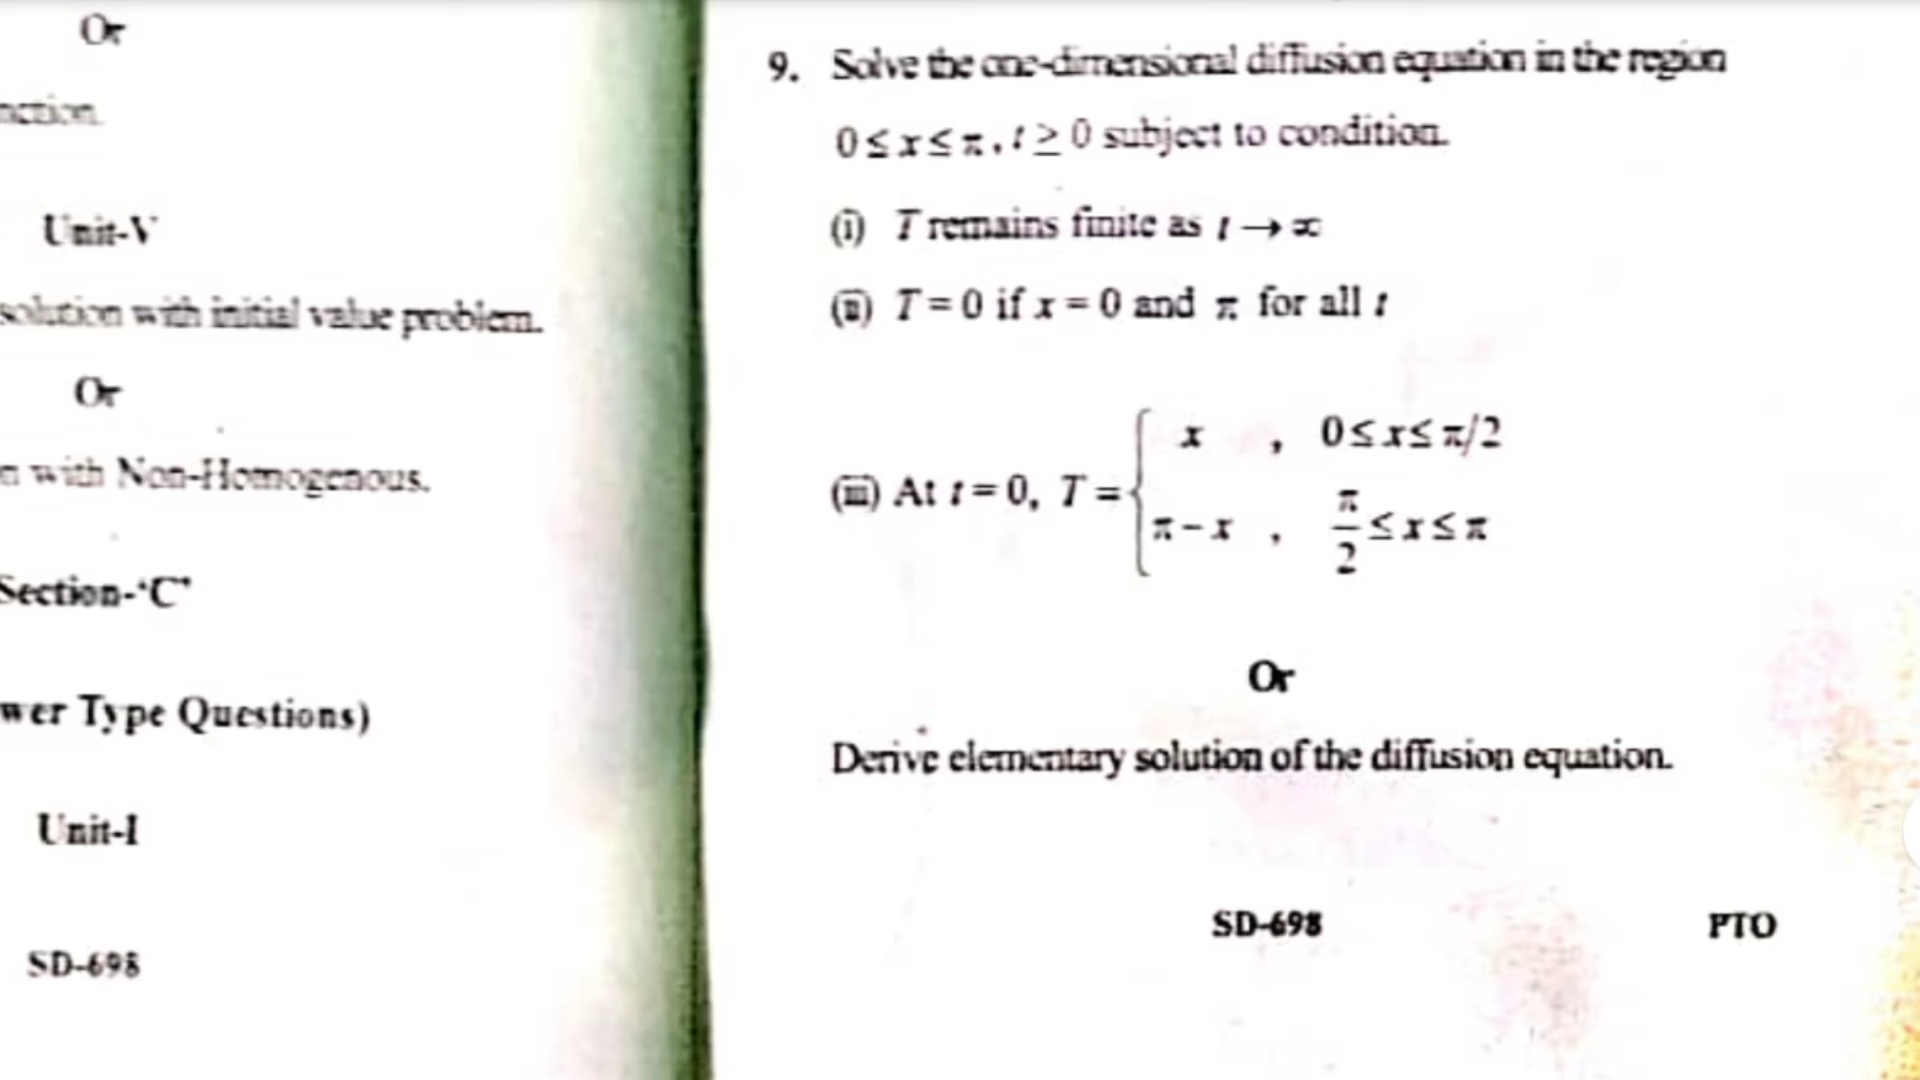 Or
Unit-V
solution with initial value problem.
Or
with Non-Homogenous.
Section-'C'
wer Type Questions)
Unit-I
SD-698
9. Solve the one-dimensional diffusion equation in the region
0 ≤ x ≤ π, t ≥ 0 subject to condition.
(i) T remains finite as t → ∞
(ii) T = 0 if x = 0 and π for all t
(iii) At t = 0, T = { x , 0 ≤ x ≤ π/2
π − x , π/2 ≤ x ≤ π
Or
Derive elementary solution of the diffusion equation.
SD-698 PTO